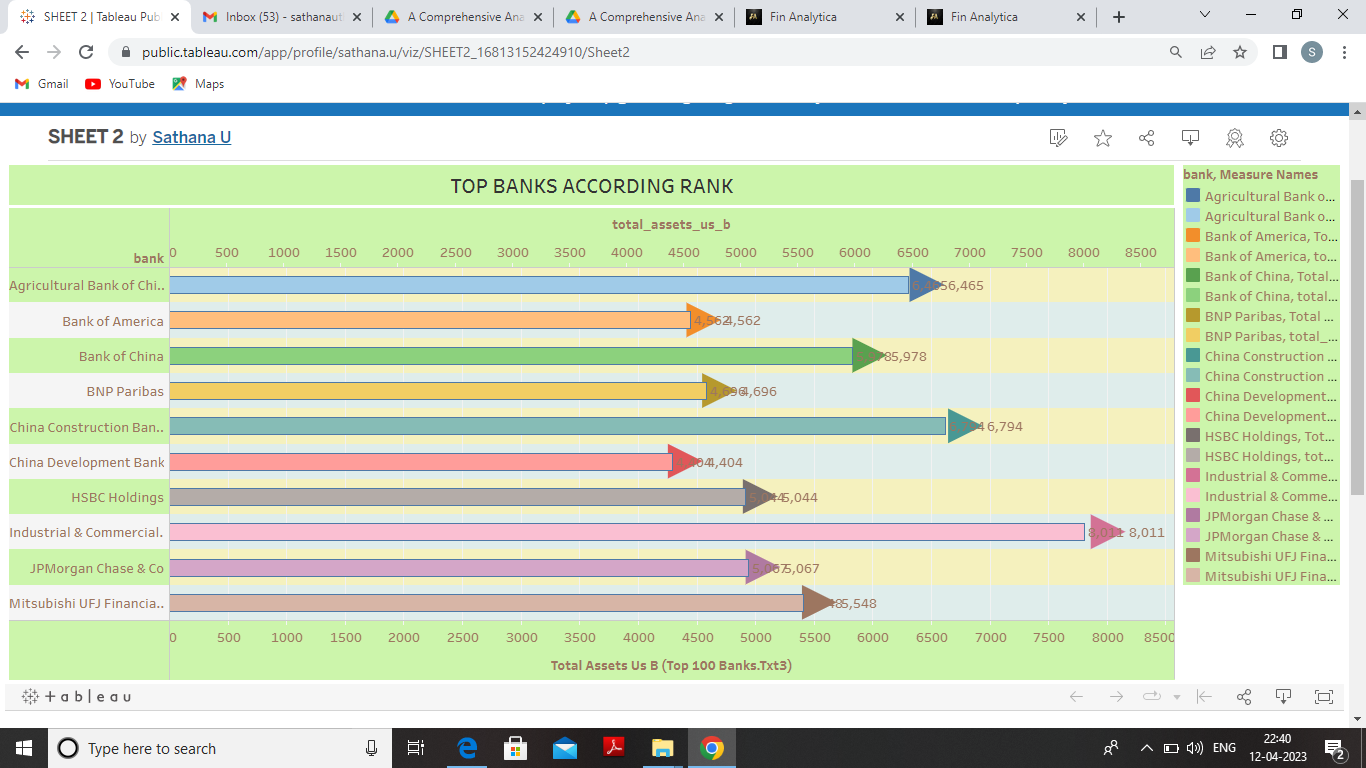 SHEET 2 | Tableau Pub
Inbox (53) - sathanaut
A Comprehensive Ana
A Comprehensive Ana
Fin Analytica
Fin Analytica
public.tableau.com/app/profile/sathana.u/viz/SHEET2_16813152424910/Sheet2
S
Gmail
YouTube
Maps
SHEET 2 by Sathana U
TOP BANKS ACCORDING RANK
total_assets_us_b
bank
0 500 1000 1500 2000 2500 3000 3500 4000 4500 5000 5500 6000 6500 7000 7500 8000 8500
Agricultural Bank of Chi.. 6,465
Bank of America 4,562 4,562
Bank of China 5,978
BNP Paribas 4,696 4,696
China Construction Ban.. 6,794
China Development Bank 4,404
HSBC Holdings 5,044 5,044
Industrial & Commercial. 8,011 8,011
JPMorgan Chase & Co 5,067 5,067
Mitsubishi UFJ Financia.. 5,548
0 500 1000 1500 2000 2500 3000 3500 4000 4500 5000 5500 6000 6500 7000 7500 8000 8500
Total Assets Us B (Top 100 Banks.Txt3)
bank, Measure Names
Agricultural Bank o...
Agricultural Bank o...
Bank of America, To...
Bank of America, to...
Bank of China, Total...
Bank of China, total...
BNP Paribas, Total ...
BNP Paribas, total_...
China Construction ...
China Construction ...
China Development...
China Development...
HSBC Holdings, Tot...
HSBC Holdings, tot...
Industrial & Comme...
Industrial & Comme...
JPMorgan Chase & ...
JPMorgan Chase & ...
Mitsubishi UFJ Fina...
Mitsubishi UFJ Fina...
+ a b l e a u
Type here to search
ENG
22:40
12-04-2023
2